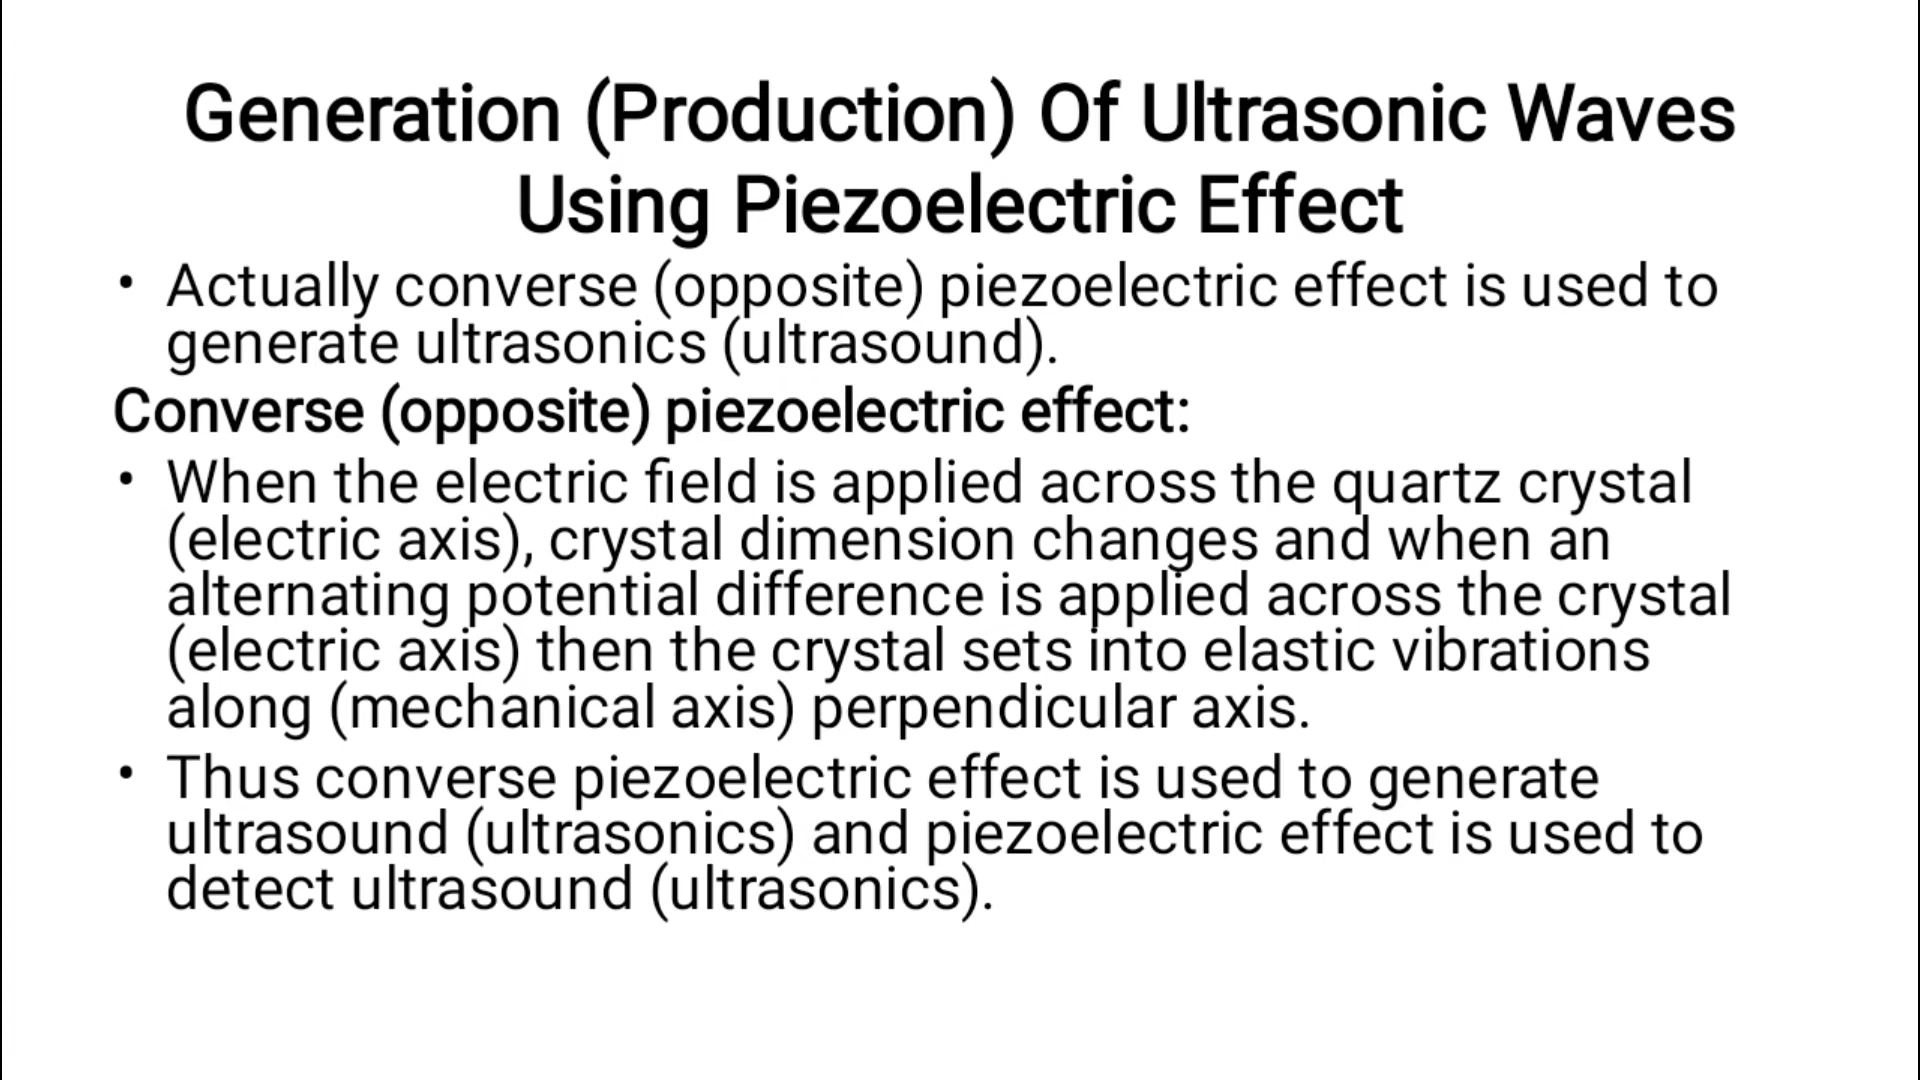 Generation (Production) Of Ultrasonic Waves
Using Piezoelectric Effect
• Actually converse (opposite) piezoelectric effect is used to
generate ultrasonics (ultrasound).
Converse (opposite) piezoelectric effect:
• When the electric field is applied across the quartz crystal
(electric axis), crystal dimension changes and when an
alternating potential difference is applied across the crystal
(electric axis) then the crystal sets into elastic vibrations
along (mechanical axis) perpendicular axis.
• Thus converse piezoelectric effect is used to generate
ultrasound (ultrasonics) and piezoelectric effect is used to
detect ultrasound (ultrasonics).